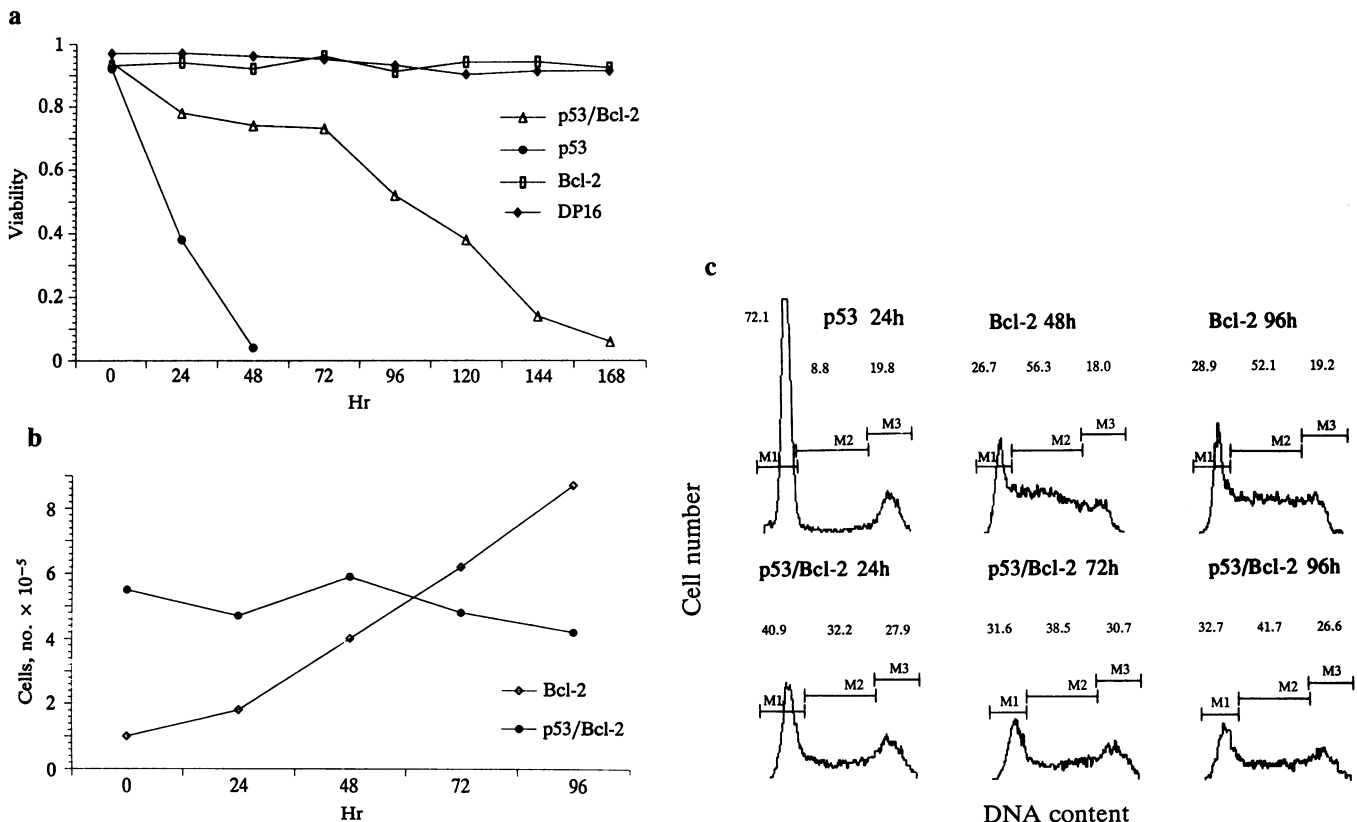 a
1
0.8
0.6
0.4
0.2
0
Viability
0 24 48 72 96 120 144 168
Hr
p53/Bcl-2
p53
Bcl-2
DP16
b
8
6
4
2
0
Cells, no. × 10⁻⁵
0 24 48 72 96
Hr
Bcl-2
p53/Bcl-2
c
Cell number
p53 24h
72.1 8.8 19.8
M1 M2 M3
Bcl-2 48h
26.7 56.3 18.0
M1 M2 M3
Bcl-2 96h
28.9 52.1 19.2
M1 M2 M3
p53/Bcl-2 24h
40.9 32.2 27.9
M1 M2 M3
p53/Bcl-2 72h
31.6 38.5 30.7
M1 M2 M3
p53/Bcl-2 96h
32.7 41.7 26.6
M1 M2 M3
DNA content